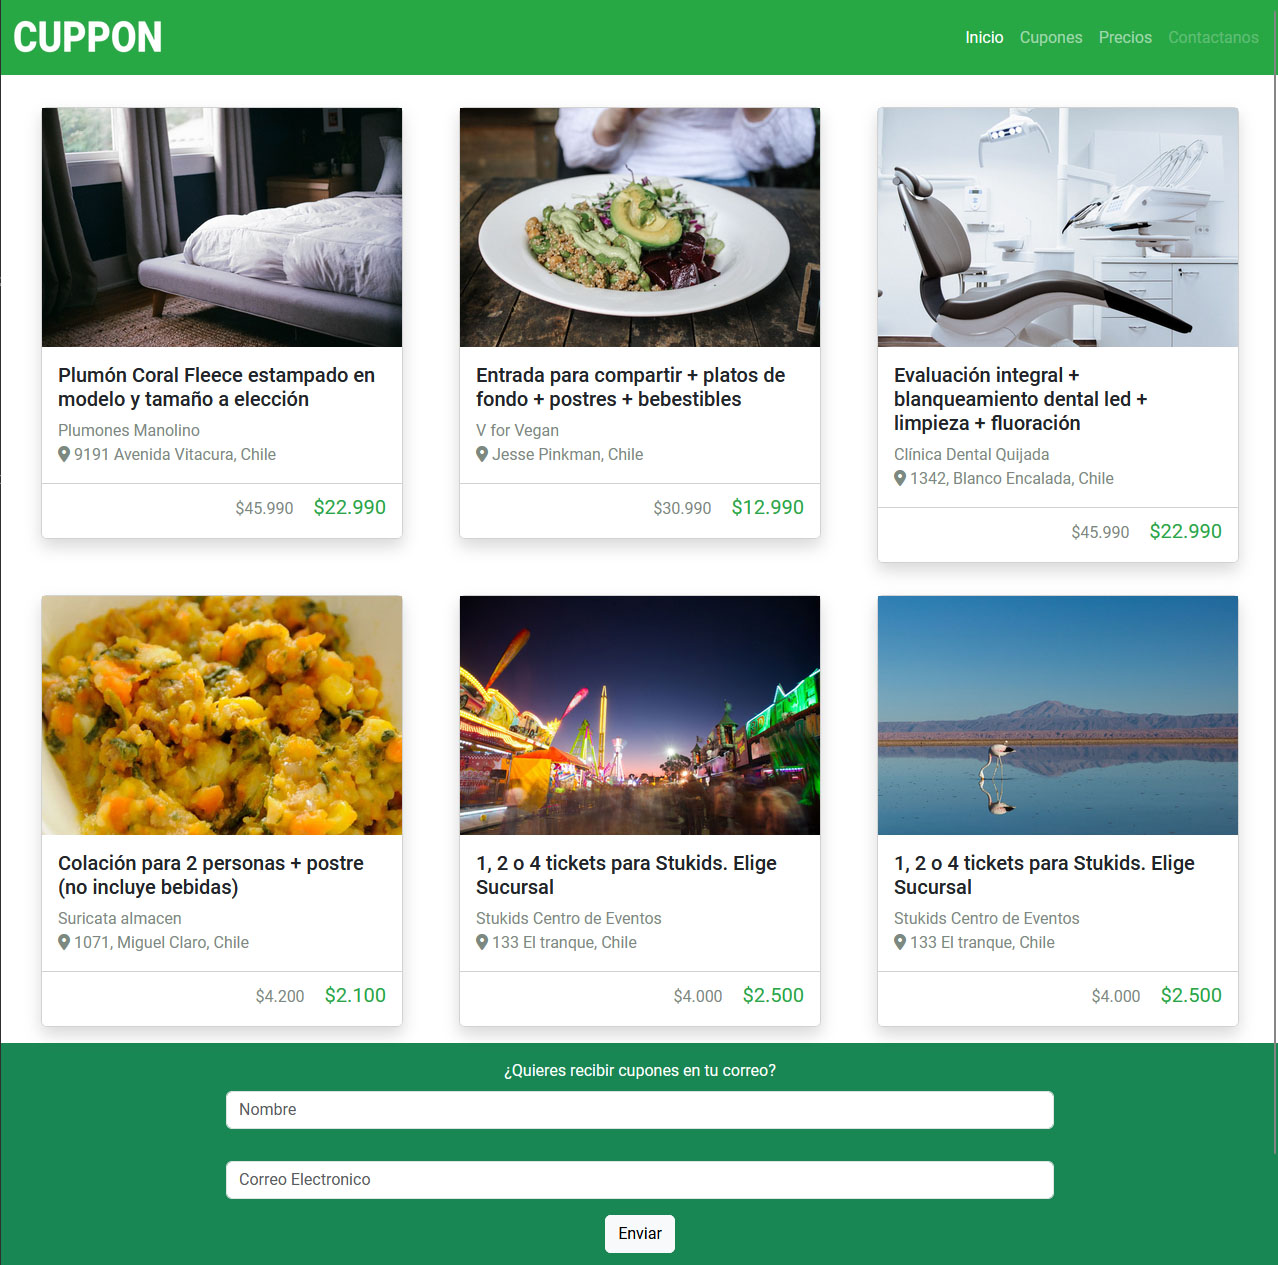 CUPPON
Inicio Cupones Precios Contactanos
Plumón Coral Fleece estampado en
modelo y tamaño a elección
Plumones Manolino
9191 Avenida Vitacura, Chile
$45.990 $22.990
Entrada para compartir + platos de
fondo + postres + bebestibles
V for Vegan
Jesse Pinkman, Chile
$30.990 $12.990
Evaluación integral +
blanqueamiento dental led +
limpieza + fluoración
Clínica Dental Quijada
1342, Blanco Encalada, Chile
$45.990 $22.990
Colación para 2 personas + postre
(no incluye bebidas)
Suricata almacen
1071, Miguel Claro, Chile
$4.200 $2.100
1, 2 o 4 tickets para Stukids. Elige
Sucursal
Stukids Centro de Eventos
133 El tranque, Chile
$4.000 $2.500
1, 2 o 4 tickets para Stukids. Elige
Sucursal
Stukids Centro de Eventos
133 El tranque, Chile
$4.000 $2.500
¿Quieres recibir cupones en tu correo?
Nombre
Correo Electronico
Enviar